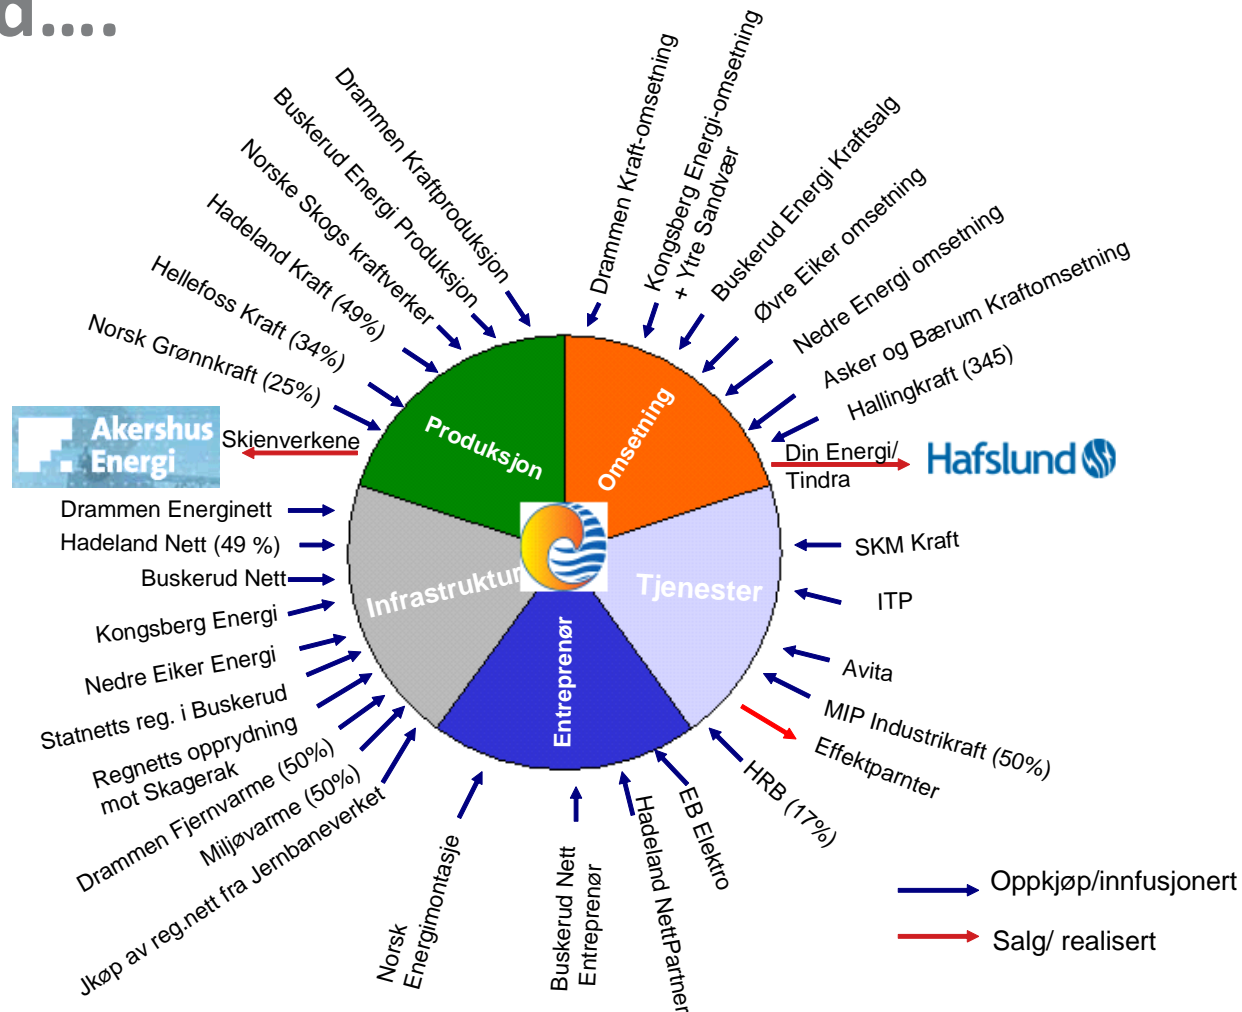 d....
Drammen Kraftproduksjon
Buskerud Energi Produksjon
Norske Skogs kraftverker
Hadeland Kraft (49%)
Hellefoss Kraft (34%)
Norsk Grønnkraft (25%)
Akershus
Energi
Skienverkene
Drammen Kraft-omsetning
Kongsberg Energi-omsetning
+ Ytre Sandvær
Buskerud Energi Kraftsalg
Øvre Eiker omsetning
Nedre Energi omsetning
Asker og Bærum Kraftomsetning
Hallingkraft (345)
Din Energi/
Tindra
Hafslund
Produksjon
Omsetning
Infrastruktur
Tjenester
Entreprenør
Drammen Energinett
Hadeland Nett (49 %)
Buskerud Nett
Kongsberg Energi
Nedre Eiker Energi
Statnetts reg. i Buskerud
Regnetts opprydning
mot Skagerak
Drammen Fjernvarme (50%)
Miljøvarme (50%)
Jkøp av reg.nett fra Jernbaneverket
SKM Kraft
ITP
Avita
MIP Industrikraft (50%)
Effektparnter
HRB (17%)
EB Elektro
Hadeland NettPartner
Buskerud Nett
Entreprenør
Norsk
Energimontasje
Oppkjøp/innfusjonert
Salg/ realisert